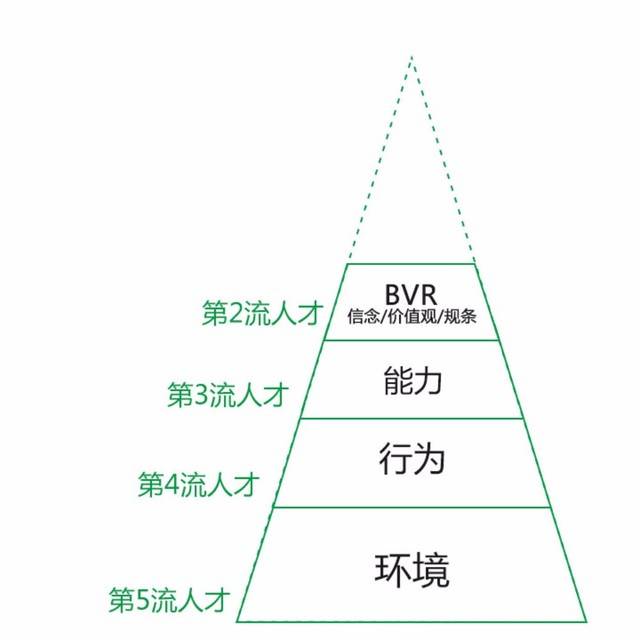 BVR
第2流人才
信念/价值观/规条
第3流人才
能力
第4流人才
行为
第5流人才
环境